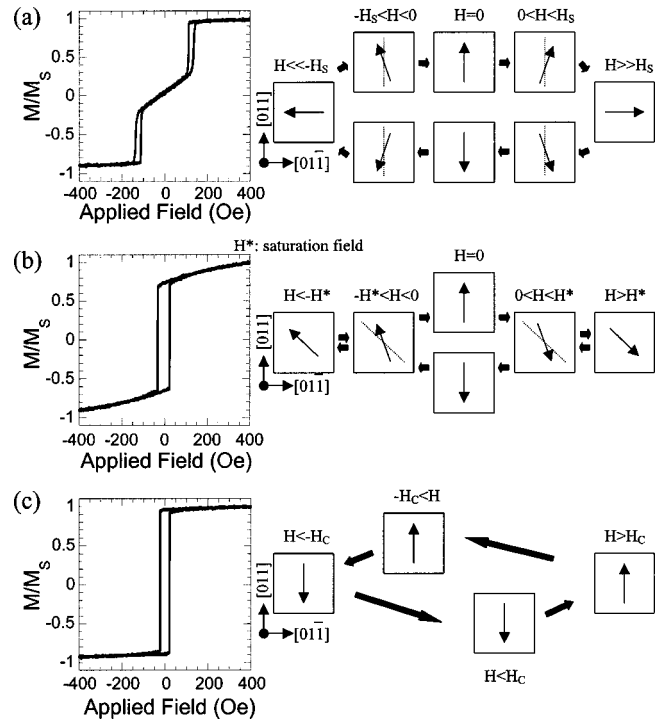 (a)
M/M_S
1
0.5
0
-0.5
-1
-400 -200 0 200 400
Applied Field (Oe)
[011]
[01̄1̄]
H<<-H_S
-H_S<H<0
H=0
0<H<H_S
H>>H_S
H*: saturation field
(b)
M/M_S
1
0.5
0
-0.5
-1
-400 -200 0 200 400
Applied Field (Oe)
[011]
[011̄]
H<-H*
-H*<H<0
H=0
0<H<H*
H>H*
(c)
M/M_S
1
0.5
0
-0.5
-1
-400 -200 0 200 400
Applied Field (Oe)
[011]
[011̄]
H<-H_C
-H_C<H
H<H_C
H>H_C